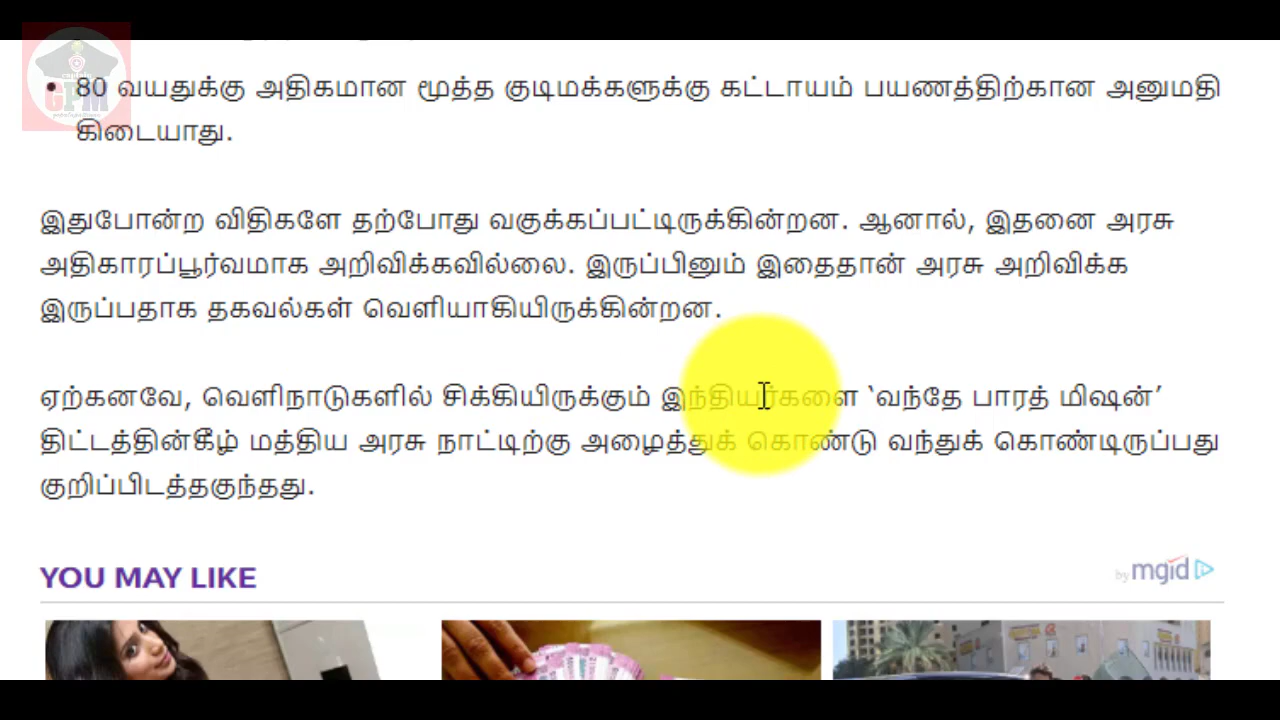 80 வயதுக்கு அதிகமான மூத்த குடிமக்களுக்கு கட்டாயம் பயணத்திற்கான அனுமதி
கிடையாது.
இதுபோன்ற விதிகளே தற்போது வகுக்கப்பட்டிருக்கின்றன. ஆனால், இதனை அரசு
அதிகாரப்பூர்வமாக அறிவிக்கவில்லை. இருப்பினும் இதைதான் அரசு அறிவிக்க
இருப்பதாக தகவல்கள் வெளியாகியிருக்கின்றன.
ஏற்கனவே, வெளிநாடுகளில் சிக்கியிருக்கும் இந்தியர்களை ‘வந்தே பாரத் மிஷன்’
திட்டத்தின்கீழ் மத்திய அரசு நாட்டிற்கு அழைத்துக் கொண்டு வந்துக் கொண்டிருப்பது
குறிப்பிடத்தகுந்தது.
YOU MAY LIKE
by mgid
GPM